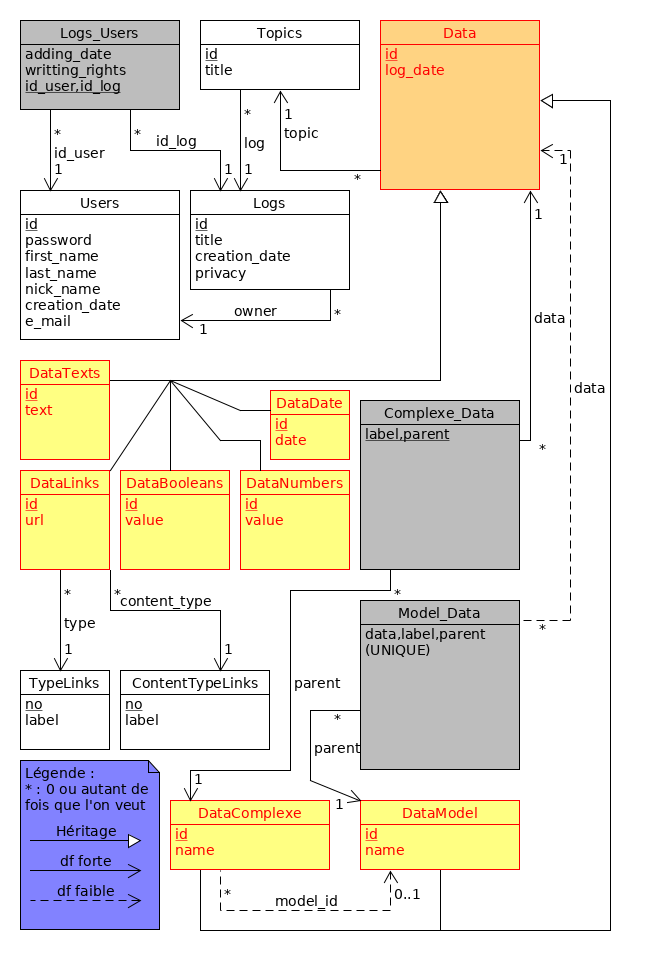 Logs_Users
adding_date
writting_rights
id_user,id_log
Topics
id
title
Data
id
log_date
*
id_user
1
*
id_log
1
*
log
1
1
topic
*
1
1
data
*
data
*
Users
id
password
first_name
last_name
nick_name
creation_date
e_mail
Logs
id
title
creation_date
privacy
*
owner
1
DataTexts
id
text
DataDate
id
date
Complexe_Data
label,parent
DataLinks
id
url
DataBooleans
id
value
DataNumbers
id
value
*
type
1
*
content_type
1
*
parent
1
Model_Data
data,label,parent
(UNIQUE)
*
parent
1
TypeLinks
no
label
ContentTypeLinks
no
label
Légende :
* : 0 ou autant de
fois que l'on veut
Héritage
df forte
df faible
DataComplexe
id
name
DataModel
id
name
*
model_id
0..1